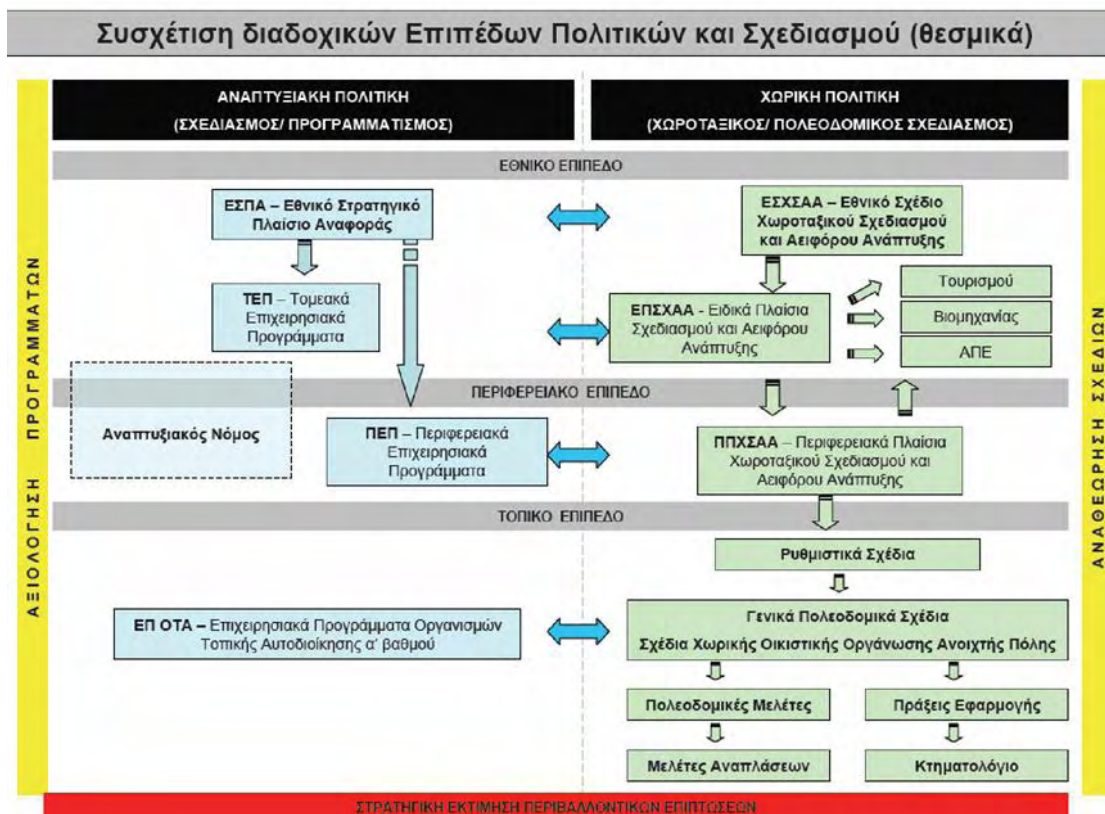 Συσχέτιση διαδοχικών Επιπέδων Πολιτικών και Σχεδιασμού (θεσμικά)
ΑΝΑΠΤΥΞΙΑΚΗ ΠΟΛΙΤΙΚΗ
(ΣΧΕΔΙΑΣΜΟΣ/ ΠΡΟΓΡΑΜΜΑΤΙΣΜΟΣ)
ΧΩΡΙΚΗ ΠΟΛΙΤΙΚΗ
(ΧΩΡΟΤΑΞΙΚΟΣ/ ΠΟΛΕΟΔΟΜΙΚΟΣ ΣΧΕΔΙΑΣΜΟΣ)
ΕΘΝΙΚΟ ΕΠΙΠΕΔΟ
ΕΣΠΑ – Εθνικό Στρατηγικό
Πλαίσιο Αναφοράς
ΕΣΧΣΑΑ – Εθνικό Σχέδιο
Χωροταξικού Σχεδιασμού
και Αειφόρου Ανάπτυξης
ΤΕΠ – Τομεακά
Επιχειρησιακά
Προγράμματα
ΕΠΣΧΑΑ - Ειδικά Πλαίσια
Σχεδιασμού και Αειφόρου
Ανάπτυξης
Τουρισμού
Βιομηχανίας
ΑΠΕ
ΠΕΡΙΦΕΡΕΙΑΚΟ ΕΠΙΠΕΔΟ
Αναπτυξιακός Νόμος
ΠΕΠ – Περιφερειακά
Επιχειρησιακά
Προγράμματα
ΠΠΧΣΑΑ – Περιφερειακά Πλαίσια
Χωροταξικού Σχεδιασμού και
Αειφόρου Ανάπτυξης
ΤΟΠΙΚΟ ΕΠΙΠΕΔΟ
Ρυθμιστικά Σχέδια
ΕΠ ΟΤΑ – Επιχειρησιακά Προγράμματα Οργανισμών
Τοπικής Αυτοδιοίκησης α' βαθμού
Γενικά Πολεοδομικά Σχέδια
Σχέδια Χωρικής Οικιστικής Οργάνωσης Ανοιχτής Πόλης
Πολεοδομικές Μελέτες
Πράξεις Εφαρμογής
Μελέτες Αναπλάσεων
Κτηματολόγιο
ΣΤΡΑΤΗΓΙΚΗ ΕΚΤΙΜΗΣΗ ΠΕΡΙΒΑΛΛΟΝΤΙΚΩΝ ΕΠΙΠΤΩΣΕΩΝ
ΑΞΙΟΛΟΓΗΣΗ ΠΡΟΓΡΑΜΜΑΤΩΝ
ΑΝΑΘΕΩΡΗΣΗ ΣΧΕΔΙΩΝ